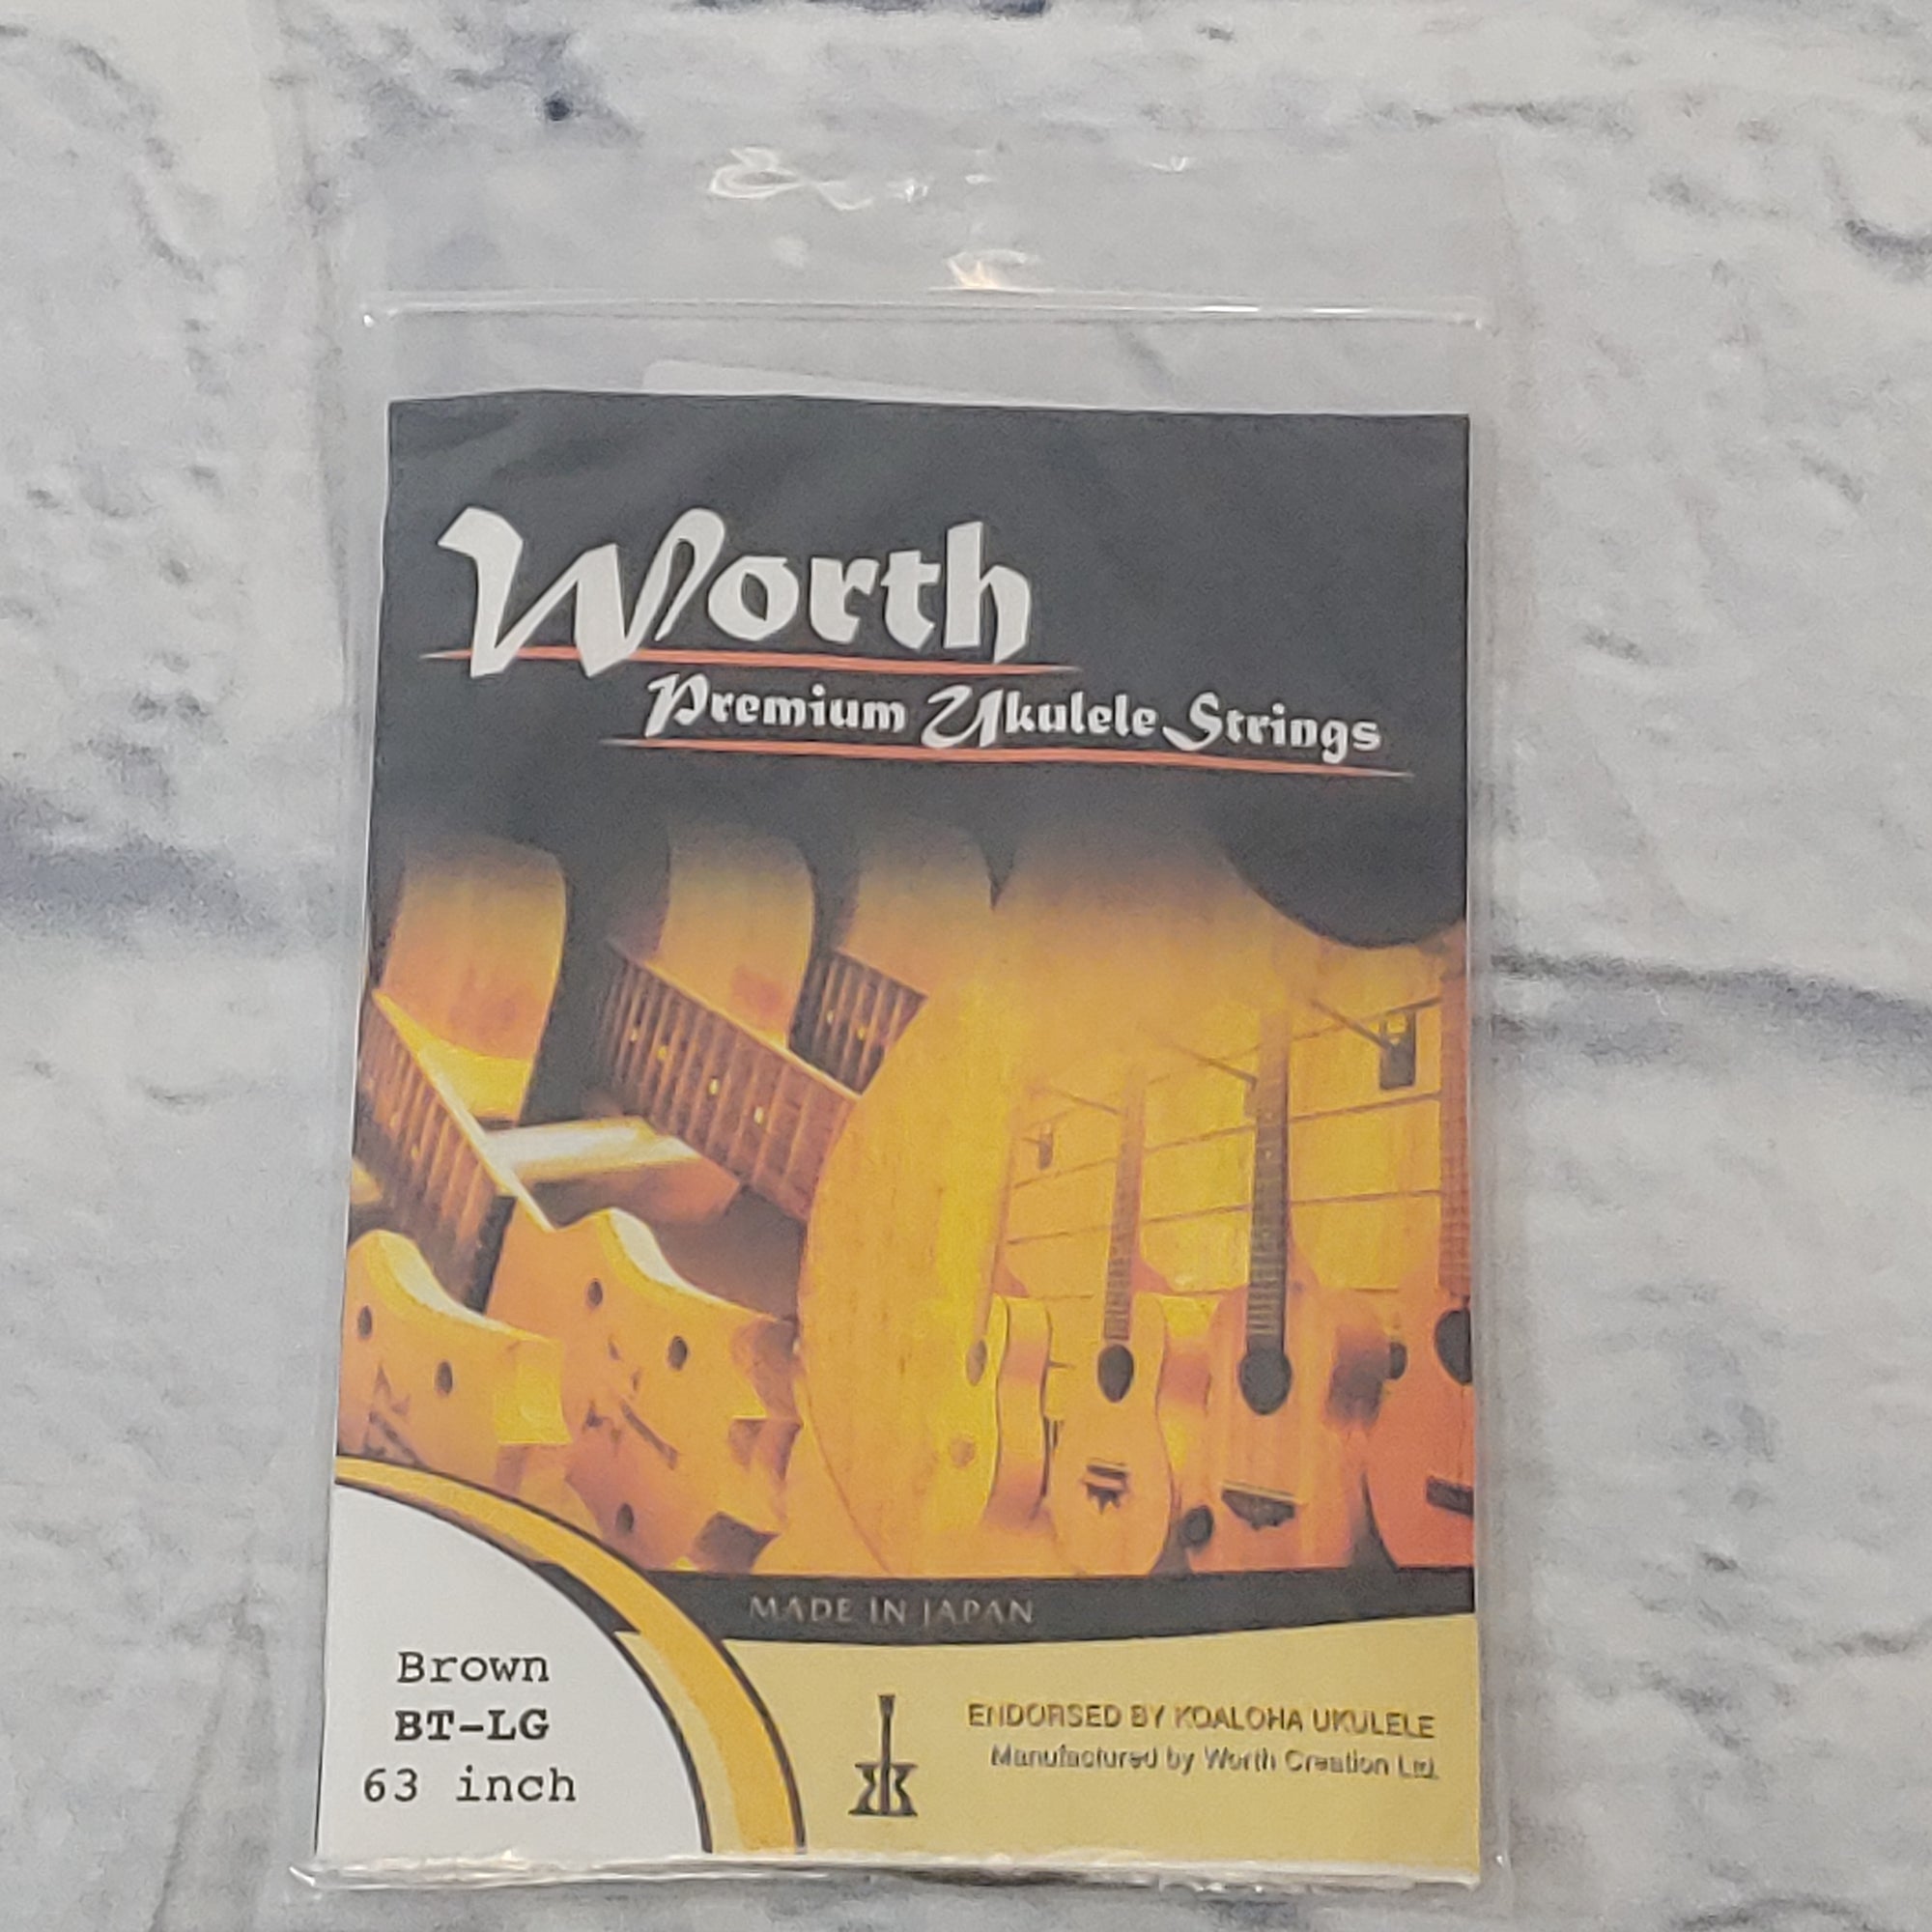 Worth
Premium Ukulele Strings
MADE IN JAPAN
Brown
BT-LG
63 inch
ENDORSED BY KOALOHA UKULELE
Manufactured by Worth Creation Ltd.